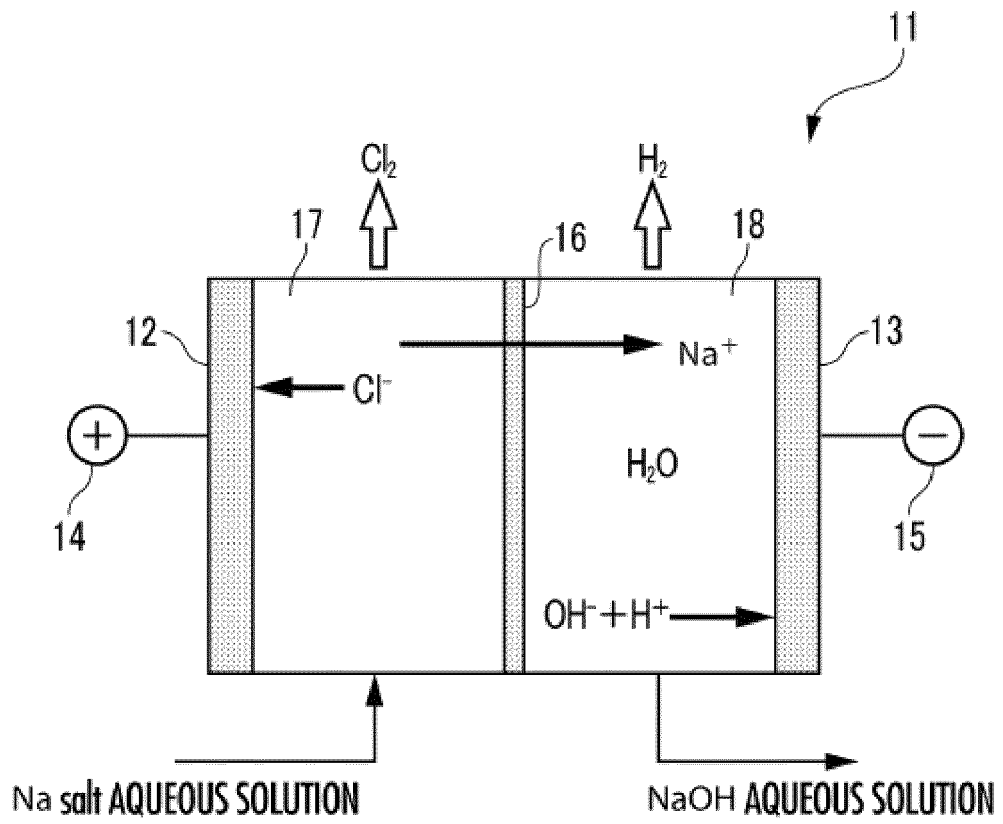 11
Cl₂
H₂
17
16
18
12
13
Na⁺
Cl⁻
+
−
H₂O
14
15
OH⁻+H⁺
Na salt AQUEOUS SOLUTION
NaOH AQUEOUS SOLUTION